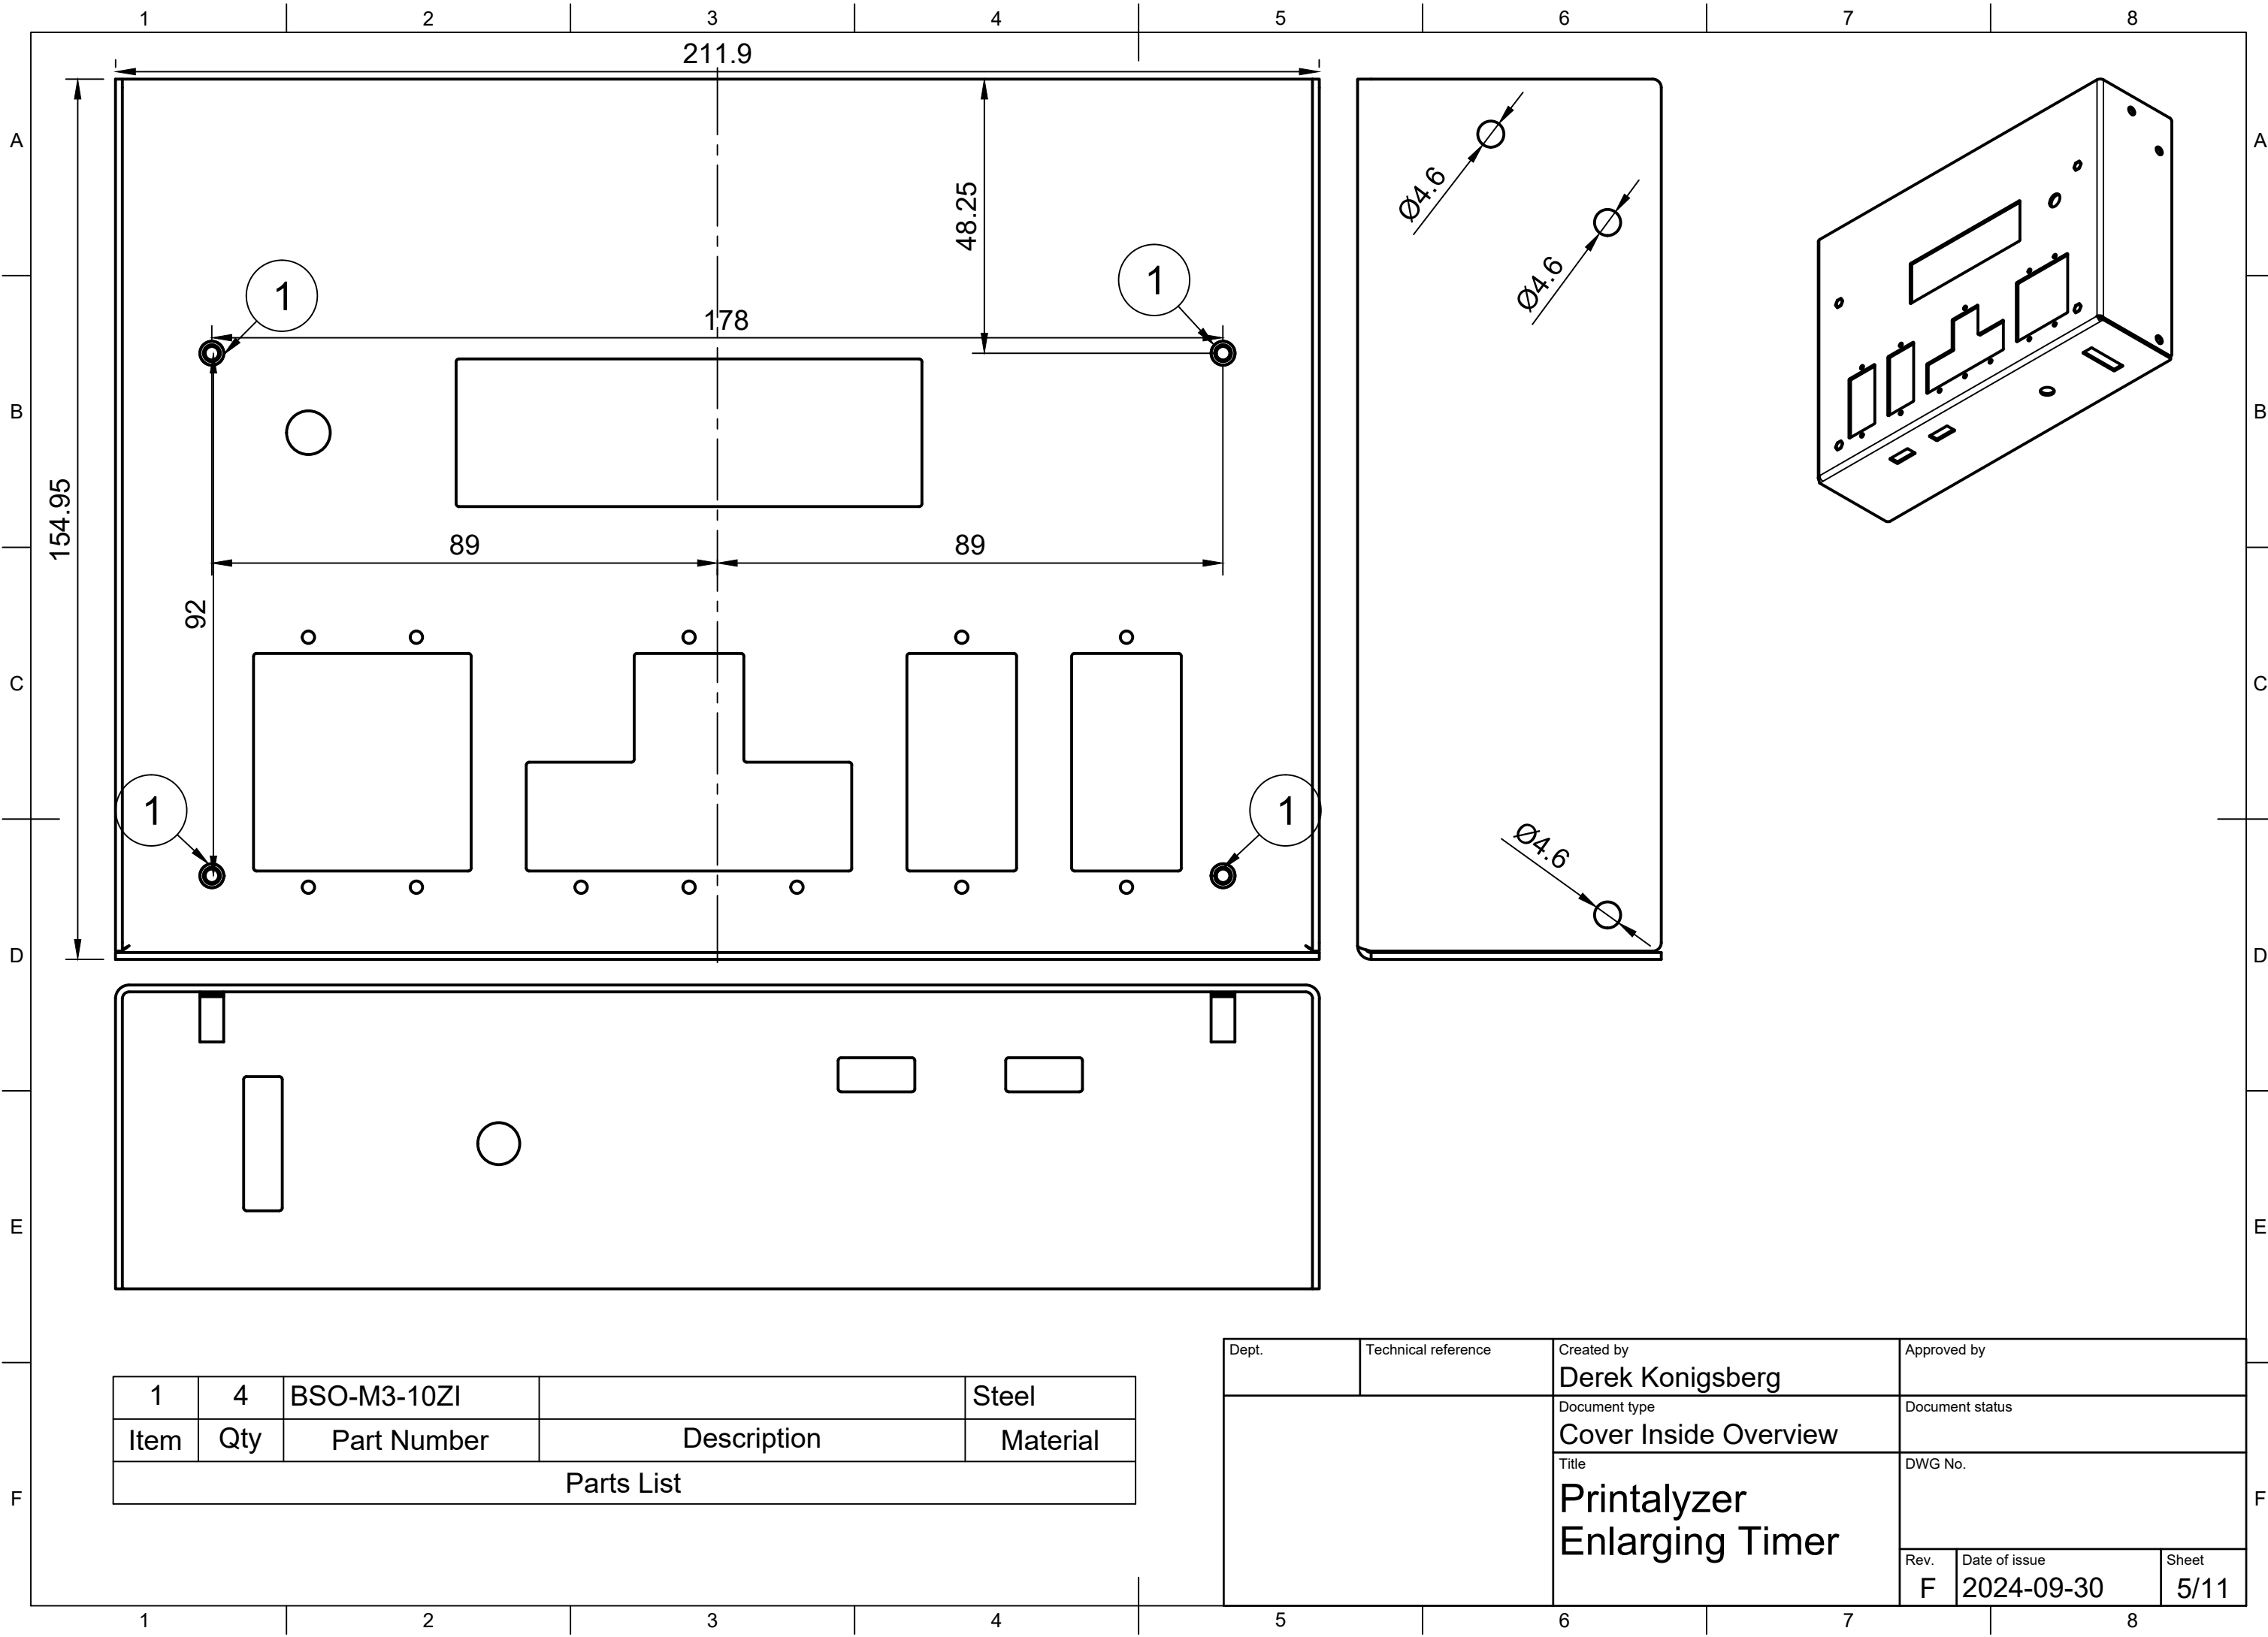 1 2 3 4 5 6 7 8
A A
B B
C C
D D
E E
F F
211.9
154.95
48.25
178
1
1
89
89
92
1
1
Ø4.6
Ø4.6
Ø4.6
1 4 BSO-M3-10ZI Steel
Item Qty Part Number Description Material
Parts List
Dept.
Technical reference
Created by
Derek Konigsberg
Approved by
Document type
Cover Inside Overview
Document status
Title
Printalyzer
Enlarging Timer
DWG No.
Rev.
F
Date of issue
2024-09-30
Sheet
5/11
1 2 3 4 5 6 7 8